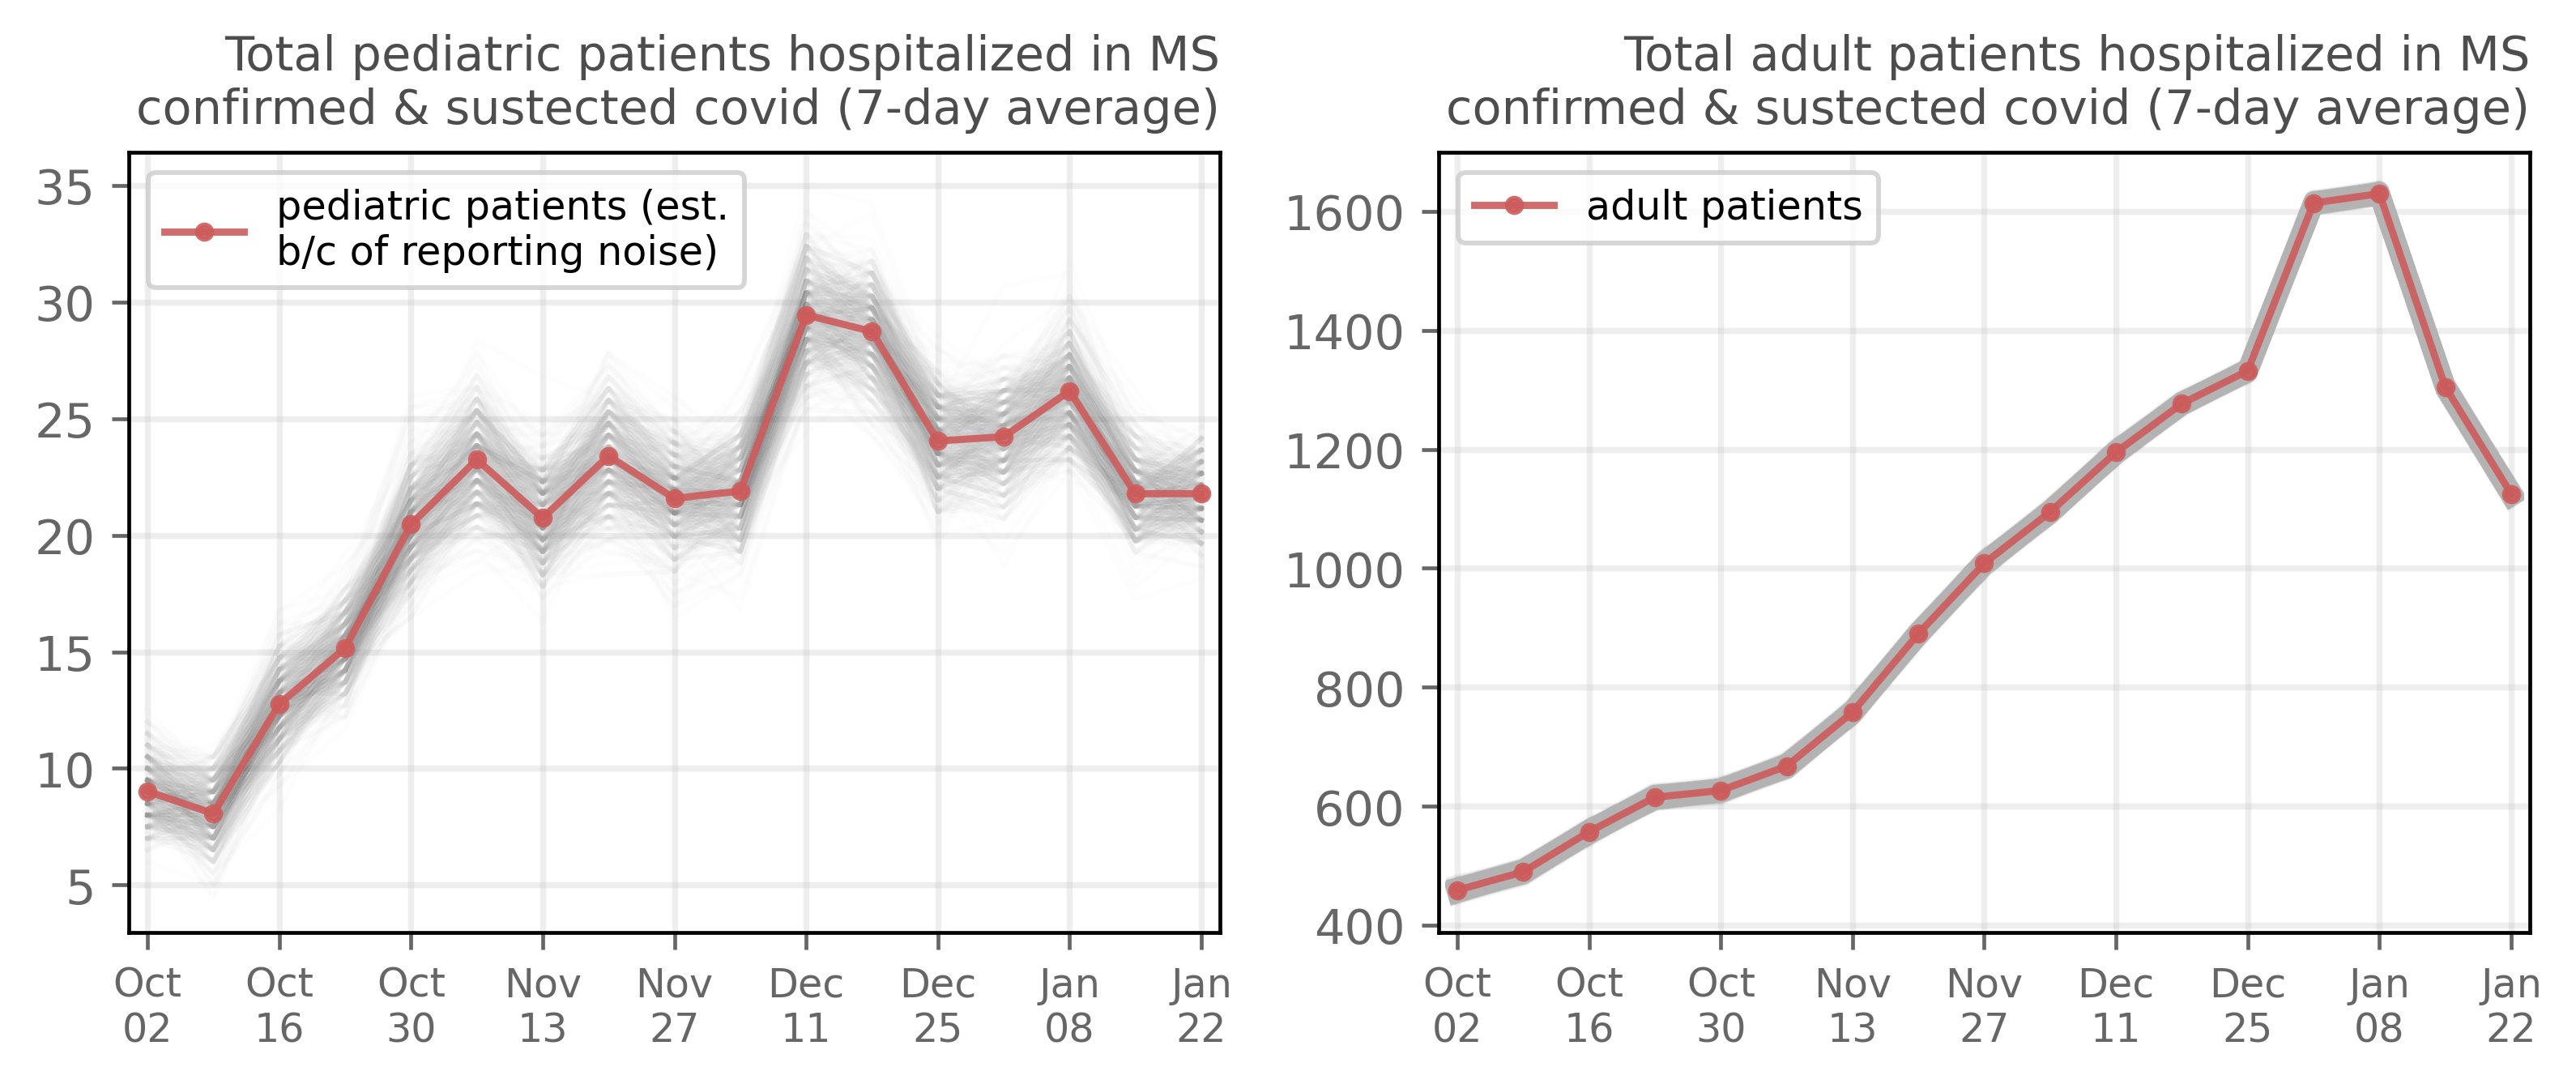 Total pediatric patients hospitalized in MS
confirmed & sustected covid (7-day average)
pediatric patients (est.
b/c of reporting noise)
35
30
25
20
15
10
5
Oct
02
Oct
16
Oct
30
Nov
13
Nov
27
Dec
11
Dec
25
Jan
08
Jan
22
Total adult patients hospitalized in MS
confirmed & sustected covid (7-day average)
adult patients
1600
1400
1200
1000
800
600
400
Oct
02
Oct
16
Oct
30
Nov
13
Nov
27
Dec
11
Dec
25
Jan
08
Jan
22